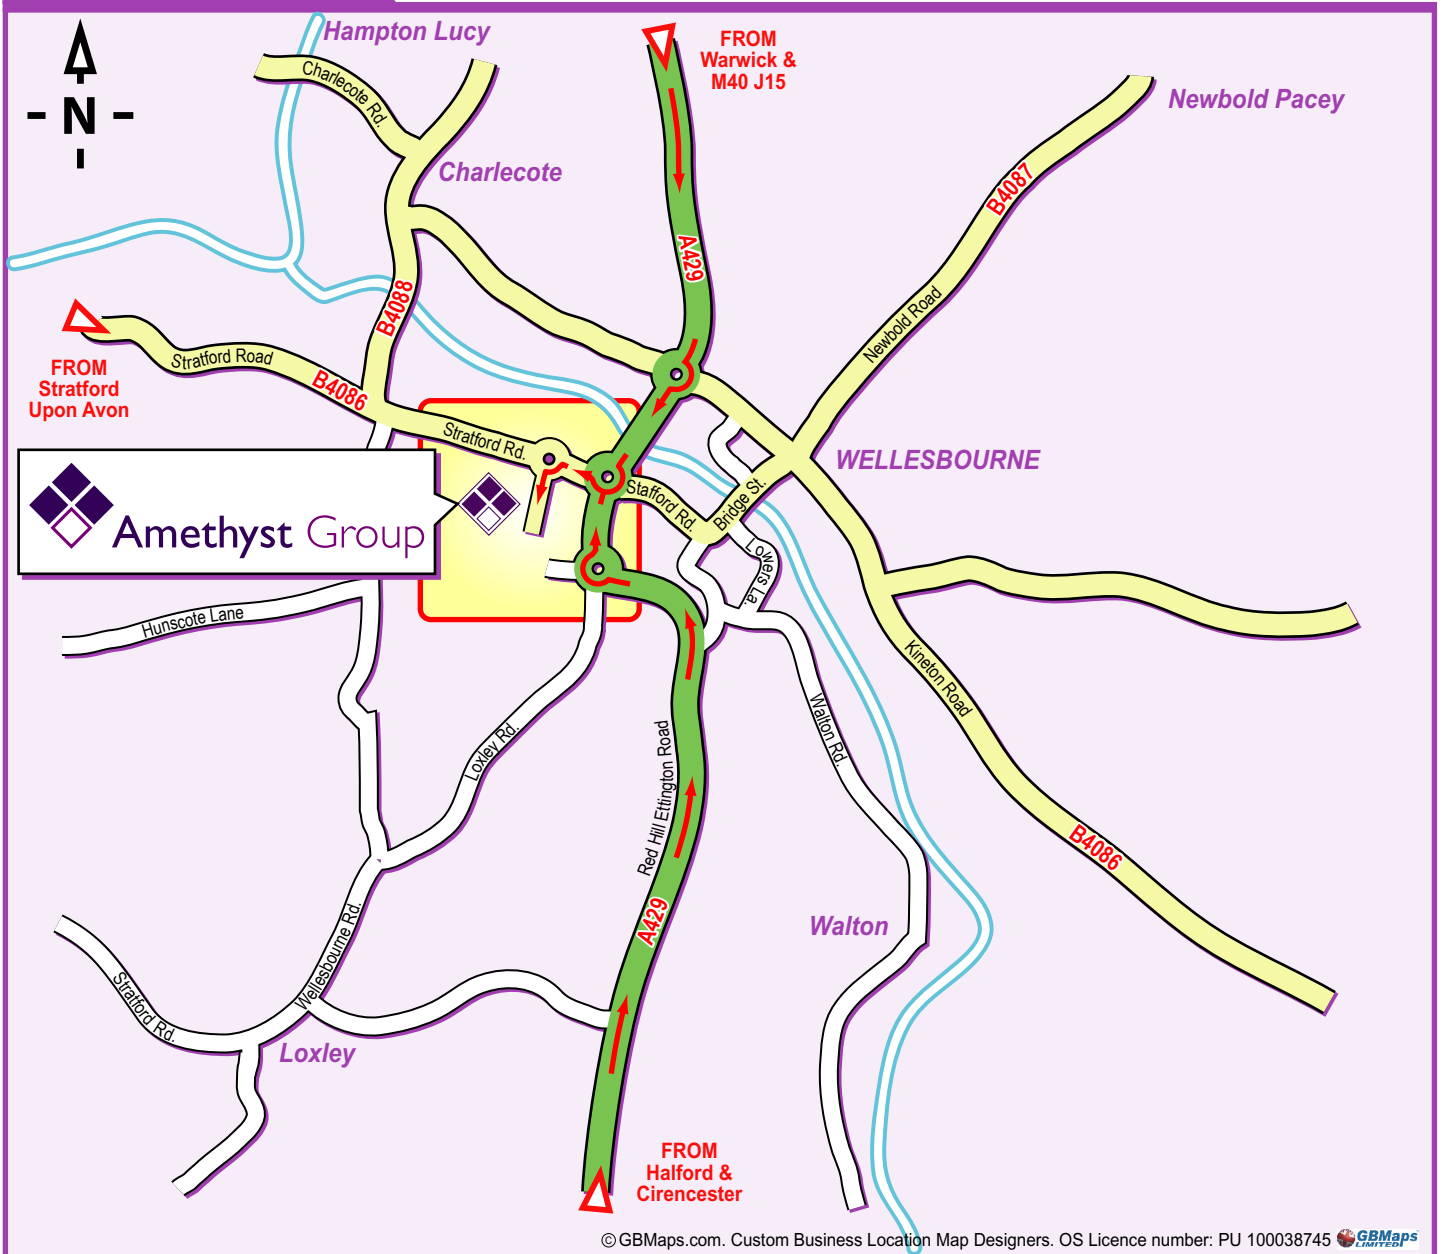 Hampton Lucy
FROM
Warwick &
M40 J15
Charlecote Rd.
Newbold Pacey
- N -
Charlecote
B4087
A429
B4088
Newbold Road
Stratford Road
FROM
Stratford
Upon Avon
B4086
Stratford Rd.
WELLESBOURNE
Stafford Rd.
Bridge St.
Amethyst Group
Lowers La.
Hunscote Lane
Kineton Road
Loxley Rd.
Red Hill Ettington Road
Walton Rd.
B4086
A429
Walton
Wellesbourne Rd.
Stratford Rd.
Loxley
FROM
Halford &
Cirencester
© GBMaps.com. Custom Business Location Map Designers. OS Licence number: PU 100038745
GBMaps
LIMITED